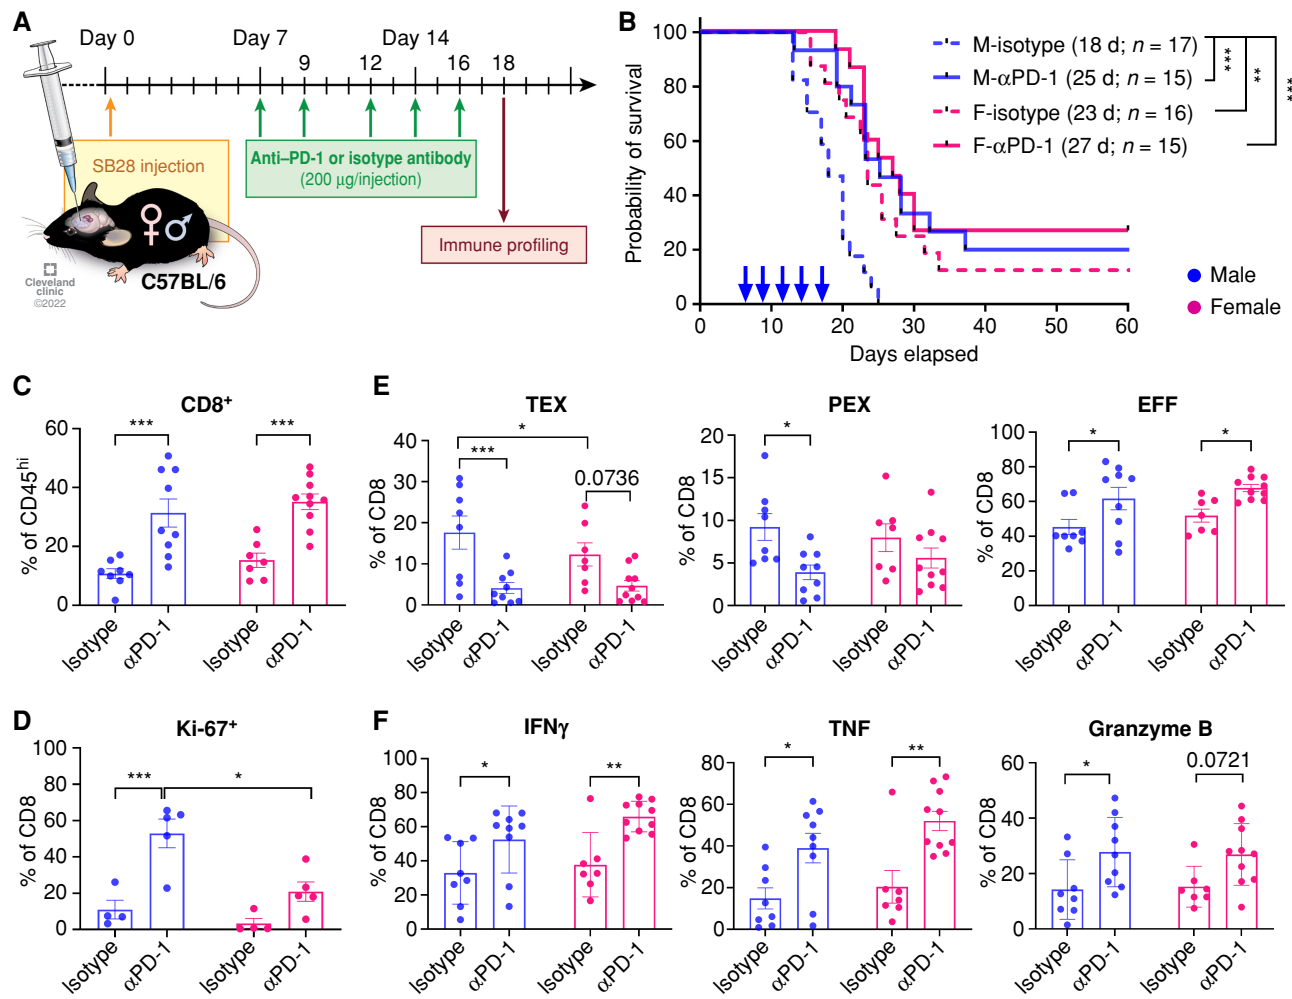 A
Day 0
Day 7
Day 14
9
12
16
18
SB28 injection
Anti–PD-1 or isotype antibody
(200 µg/injection)
Immune profiling
C57BL/6
♀♂
Cleveland
clinic
©2022
B
Probability of survival
100
80
60
40
20
0
0 10 20 30 40 50 60
Days elapsed
M-isotype (18 d; n = 17)
M-αPD-1 (25 d; n = 15)
F-isotype (23 d; n = 16)
F-αPD-1 (27 d; n = 15)
***
**
***
Male
Female
C
CD8+
% of CD45hi
60
40
20
0
***
***
Isotype
αPD-1
Isotype
αPD-1
E
TEX
% of CD8
40
30
20
10
0
*
***
0.0736
Isotype
αPD-1
Isotype
αPD-1
PEX
% of CD8
20
15
10
5
0
*
Isotype
αPD-1
Isotype
αPD-1
EFF
% of CD8
100
80
60
40
20
0
*
*
Isotype
αPD-1
Isotype
αPD-1
D
Ki-67+
% of CD8
100
80
60
40
20
0
***
*
Isotype
αPD-1
Isotype
αPD-1
F
IFNγ
% of CD8
100
80
60
40
20
0
*
**
Isotype
αPD-1
Isotype
αPD-1
TNF
% of CD8
80
60
40
20
0
*
**
Isotype
αPD-1
Isotype
αPD-1
Granzyme B
% of CD8
60
40
20
0
*
0.0721
Isotype
αPD-1
Isotype
αPD-1